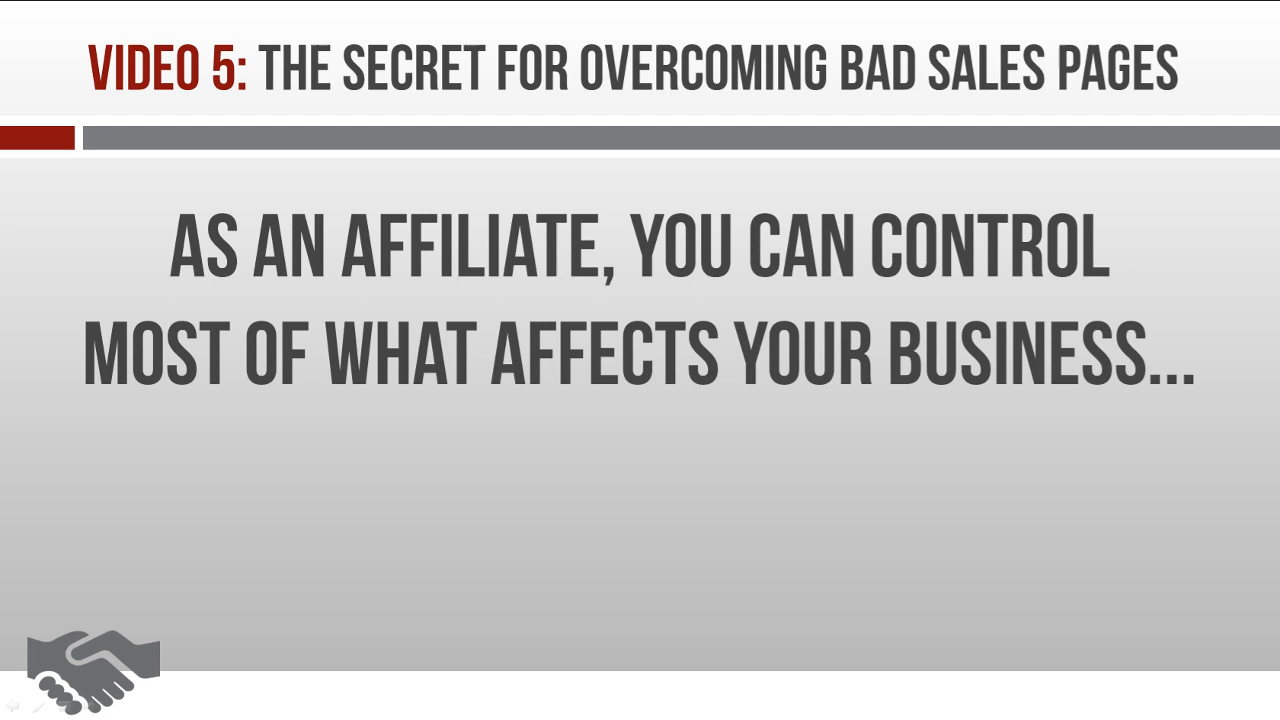 VIDEO 5: THE SECRET FOR OVERCOMING BAD SALES PAGES
AS AN AFFILIATE, YOU CAN CONTROL
MOST OF WHAT AFFECTS YOUR BUSINESS...